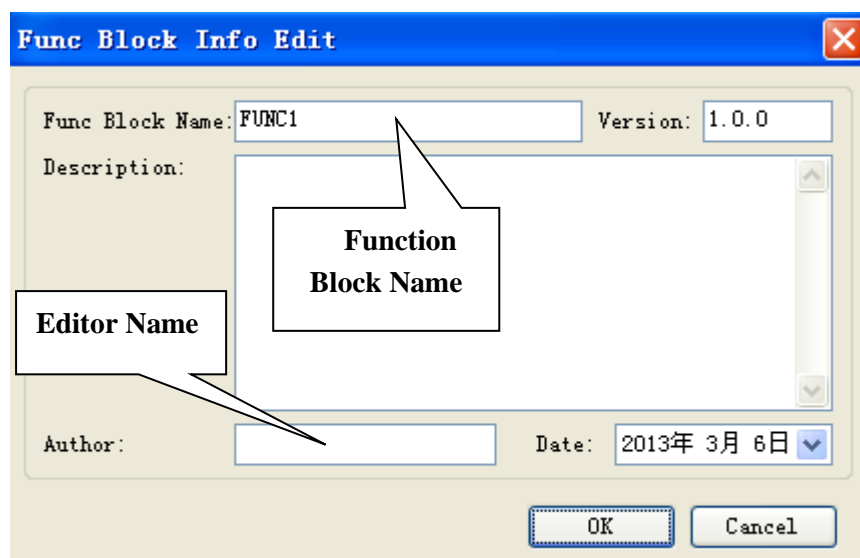 Func Block Info Edit
Func Block Name: FUNC1 Version: 1.0.0
Description:
Function
Block Name
Editor Name
Author: Date: 2013年 3月 6日
OK Cancel